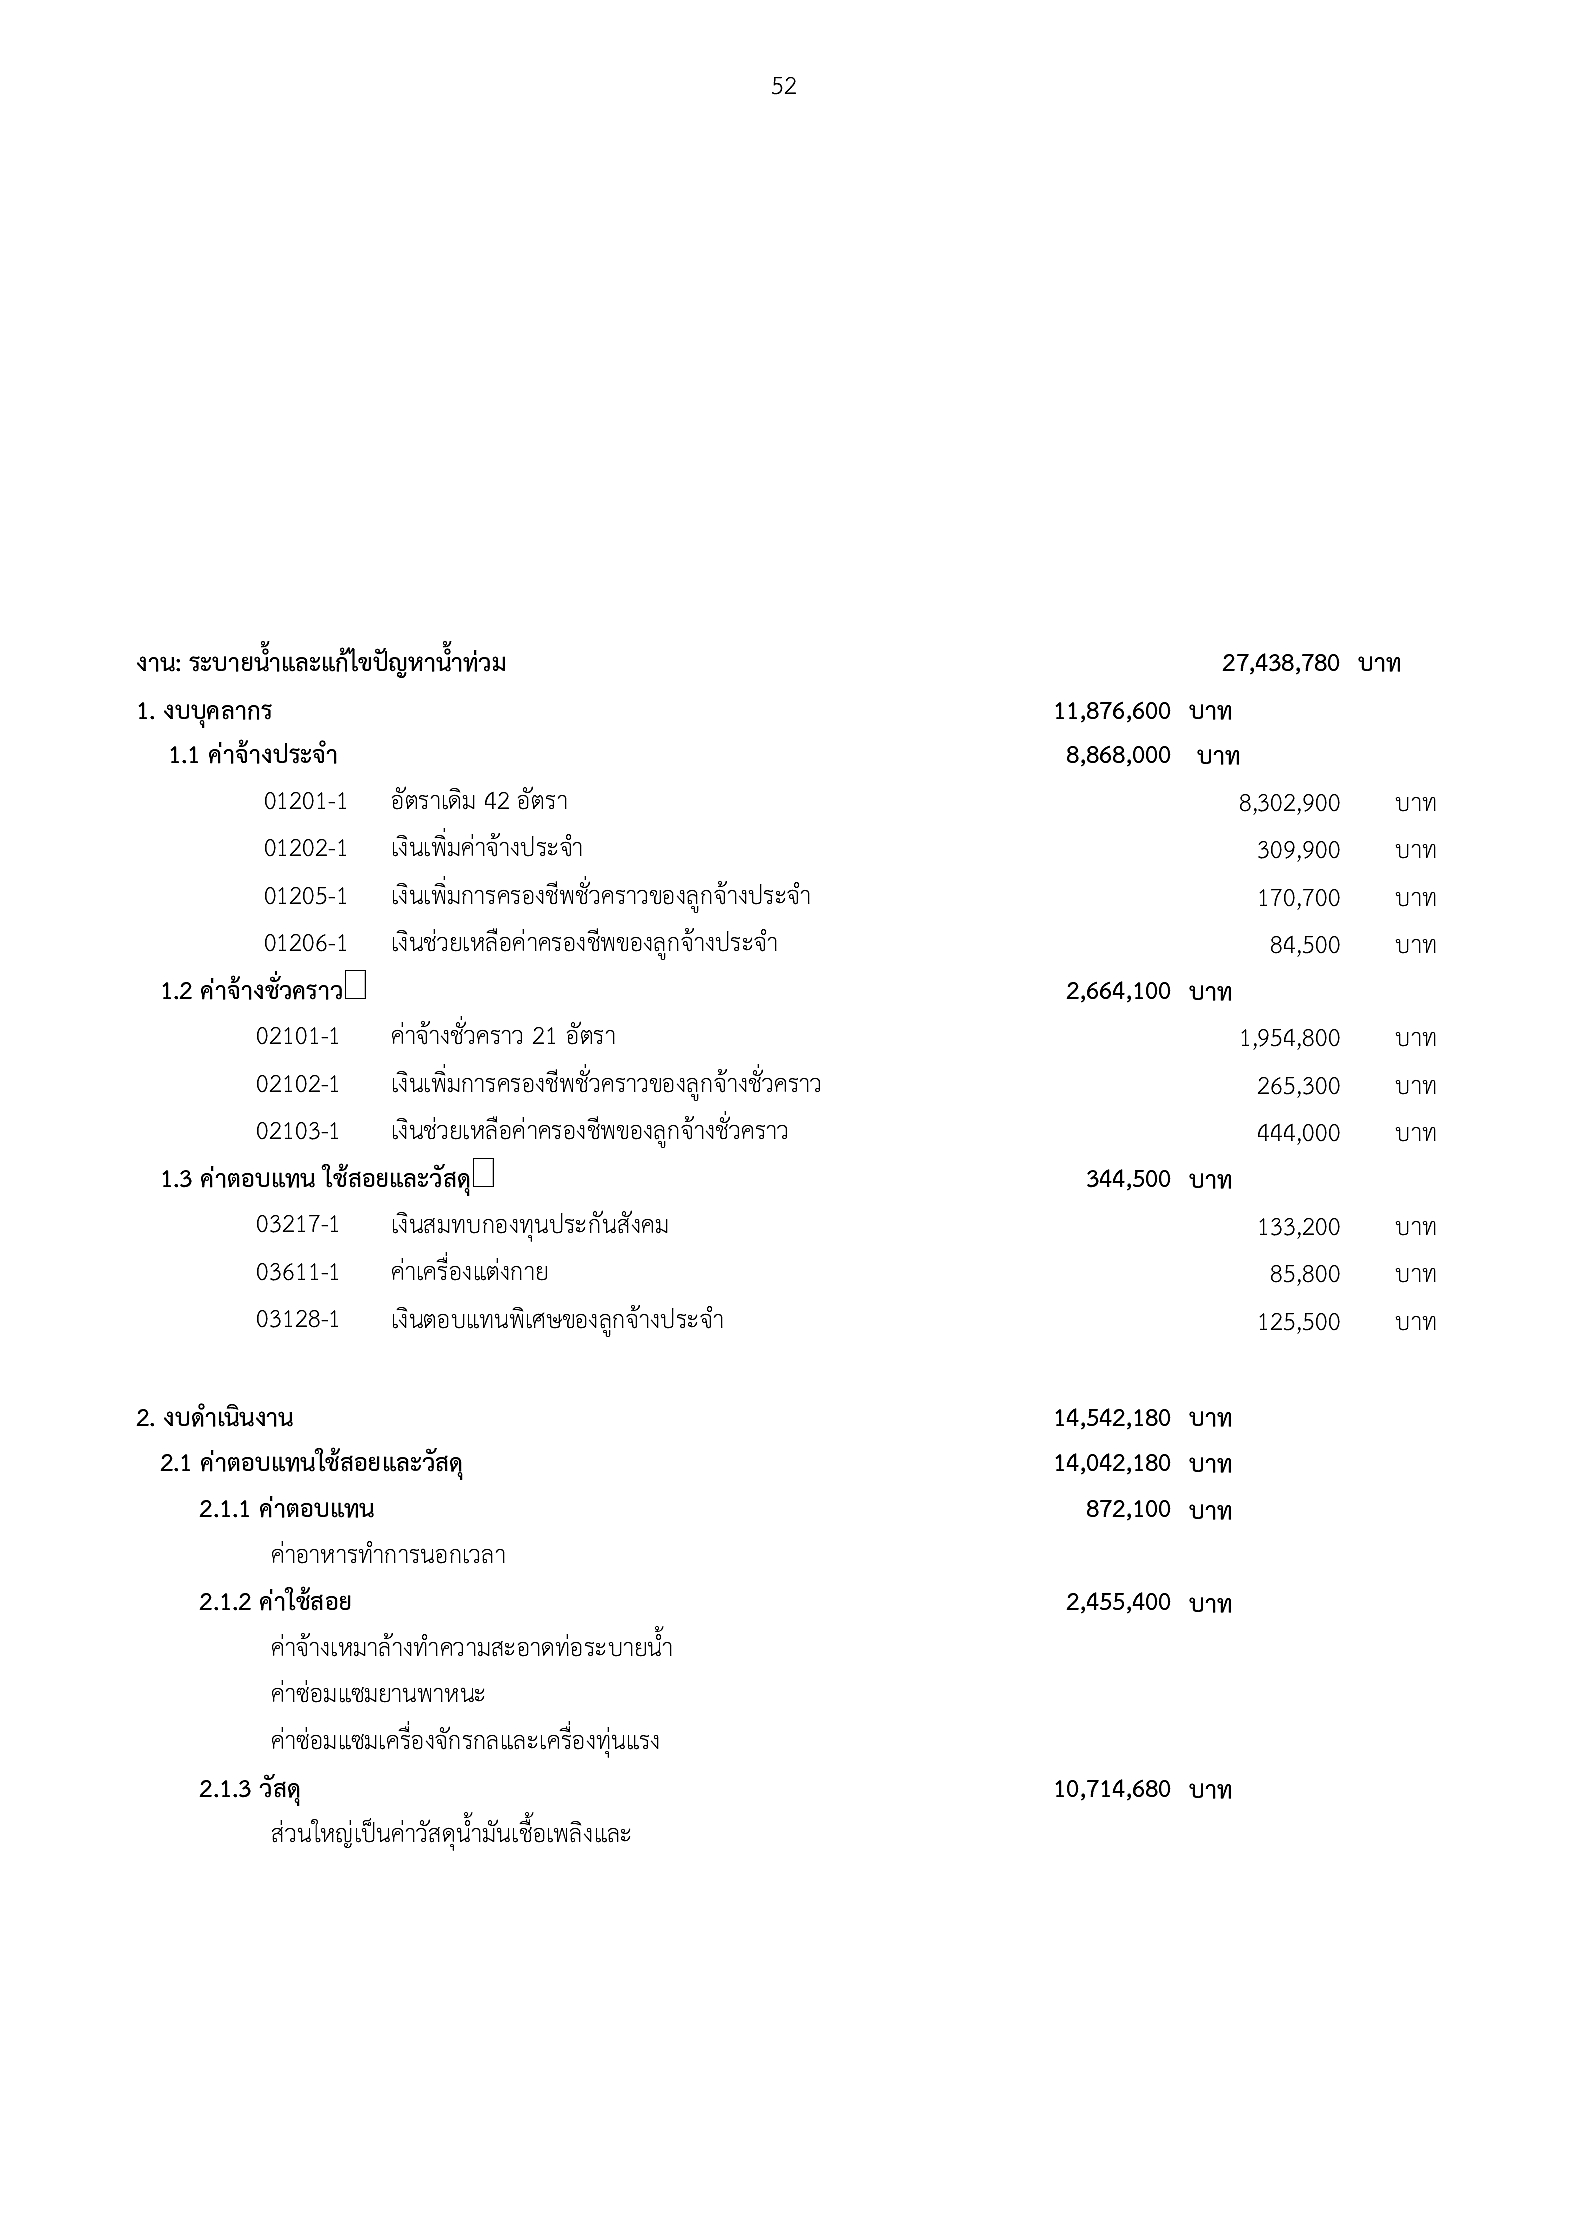 52
งาน: ระบายน้ำและแก้ไขปัญหาน้ำท่วม 27,438,780 บาท
1. งบบุคลากร 11,876,600 บาท
1.1 ค่าจ้างประจำ 8,868,000 บาท
01201-1 อัตราเดิม 42 อัตรา 8,302,900 บาท
01202-1 เงินเพิ่มค่าจ้างประจำ 309,900 บาท
01205-1 เงินเพิ่มการครองชีพชั่วคราวของลูกจ้างประจำ 170,700 บาท
01206-1 เงินช่วยเหลือค่าครองชีพของลูกจ้างประจำ 84,500 บาท
1.2 ค่าจ้างชั่วคราว 2,664,100 บาท
02101-1 ค่าจ้างชั่วคราว 21 อัตรา 1,954,800 บาท
02102-1 เงินเพิ่มการครองชีพชั่วคราวของลูกจ้างชั่วคราว 265,300 บาท
02103-1 เงินช่วยเหลือค่าครองชีพของลูกจ้างชั่วคราว 444,000 บาท
1.3 ค่าตอบแทน ใช้สอยและวัสดุ 344,500 บาท
03217-1 เงินสมทบกองทุนประกันสังคม 133,200 บาท
03611-1 ค่าเครื่องแต่งกาย 85,800 บาท
03128-1 เงินตอบแทนพิเศษของลูกจ้างประจำ 125,500 บาท
2. งบดำเนินงาน 14,542,180 บาท
2.1 ค่าตอบแทนใช้สอยและวัสดุ 14,042,180 บาท
2.1.1 ค่าตอบแทน 872,100 บาท
ค่าอาหารทำการนอกเวลา
2.1.2 ค่าใช้สอย 2,455,400 บาท
ค่าจ้างเหมาล้างทำความสะอาดท่อระบายน้ำ
ค่าซ่อมแซมยานพาหนะ
ค่าซ่อมแซมเครื่องจักรกลและเครื่องทุ่นแรง
2.1.3 วัสดุ 10,714,680 บาท
ส่วนใหญ่เป็นค่าวัสดุน้ำมันเชื้อเพลิงและ